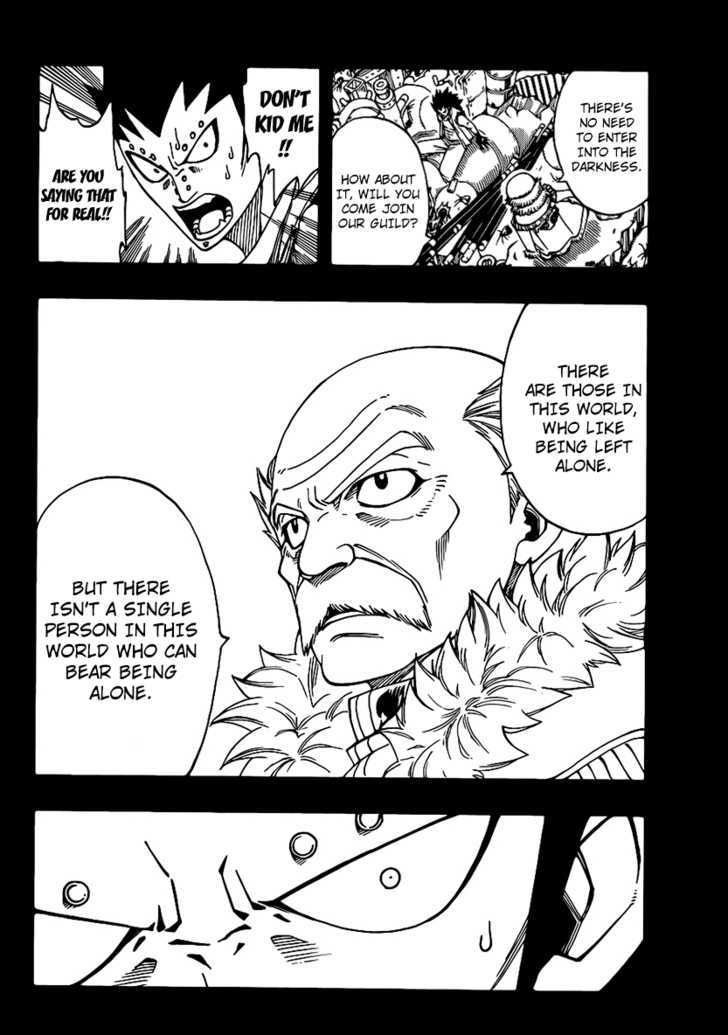 THERE'S
NO NEED
TO ENTER
INTO THE
DARKNESS.
HOW ABOUT
IT, WILL YOU
COME JOIN
OUR GUILD?
DON'T
KID ME
!!
ARE YOU
SAYING THAT
FOR REAL!!
THERE
ARE THOSE IN
THIS WORLD,
WHO LIKE
BEING LEFT
ALONE.
BUT THERE
ISN'T A SINGLE
PERSON IN THIS
WORLD WHO CAN
BEAR BEING
ALONE.